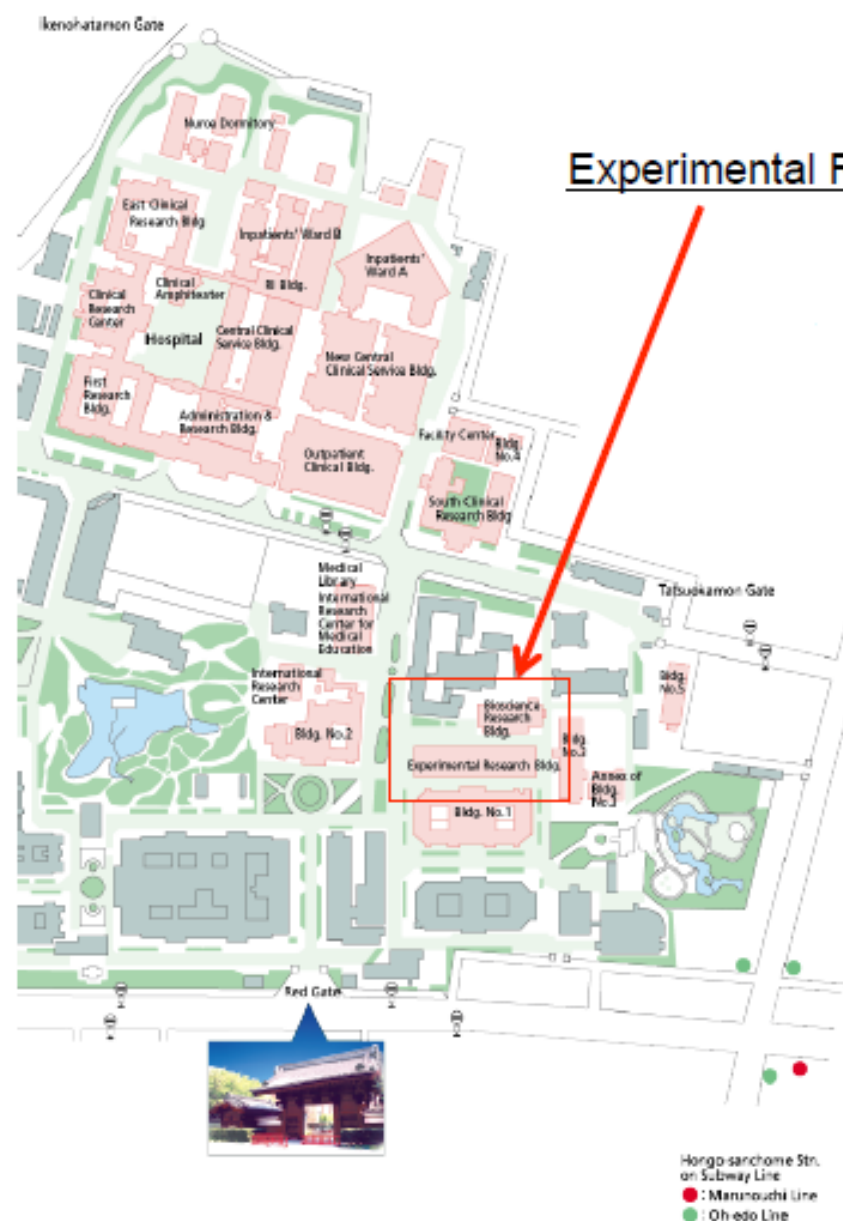 Ikenohatamon Gate
Nurse Dormitory
Experimental F
East Clinical
Research Bldg
Inpatients' Ward B
Inpatients'
Ward A
Clinical
Amphiteater
RI Bldg.
Clinical
Research
Center
Hospital
Central Clinical
Service Bldg.
New Central
Clinical Service Bldg.
First
Research
Bldg.
Administration &
Research Bldg.
Facility Center
Bldg.
No.4
Outpatient
Clinical Bldg.
South Clinical
Research Bldg
Medical
Library
International
Research
Center for
Medical
Education
Tatsuokamon Gate
International
Research
Center
Bldg.
No.5
Bioscience
Research
Bldg.
Bldg. No.2
Bldg.
No.3
Experimental Research Bldg.
Annex of
Bldg.
No.3
Bldg. No.1
Red Gate
Hongo-sanchome Stn.
on Subway Line
: Marunouchi Line
: Oh-edo Line